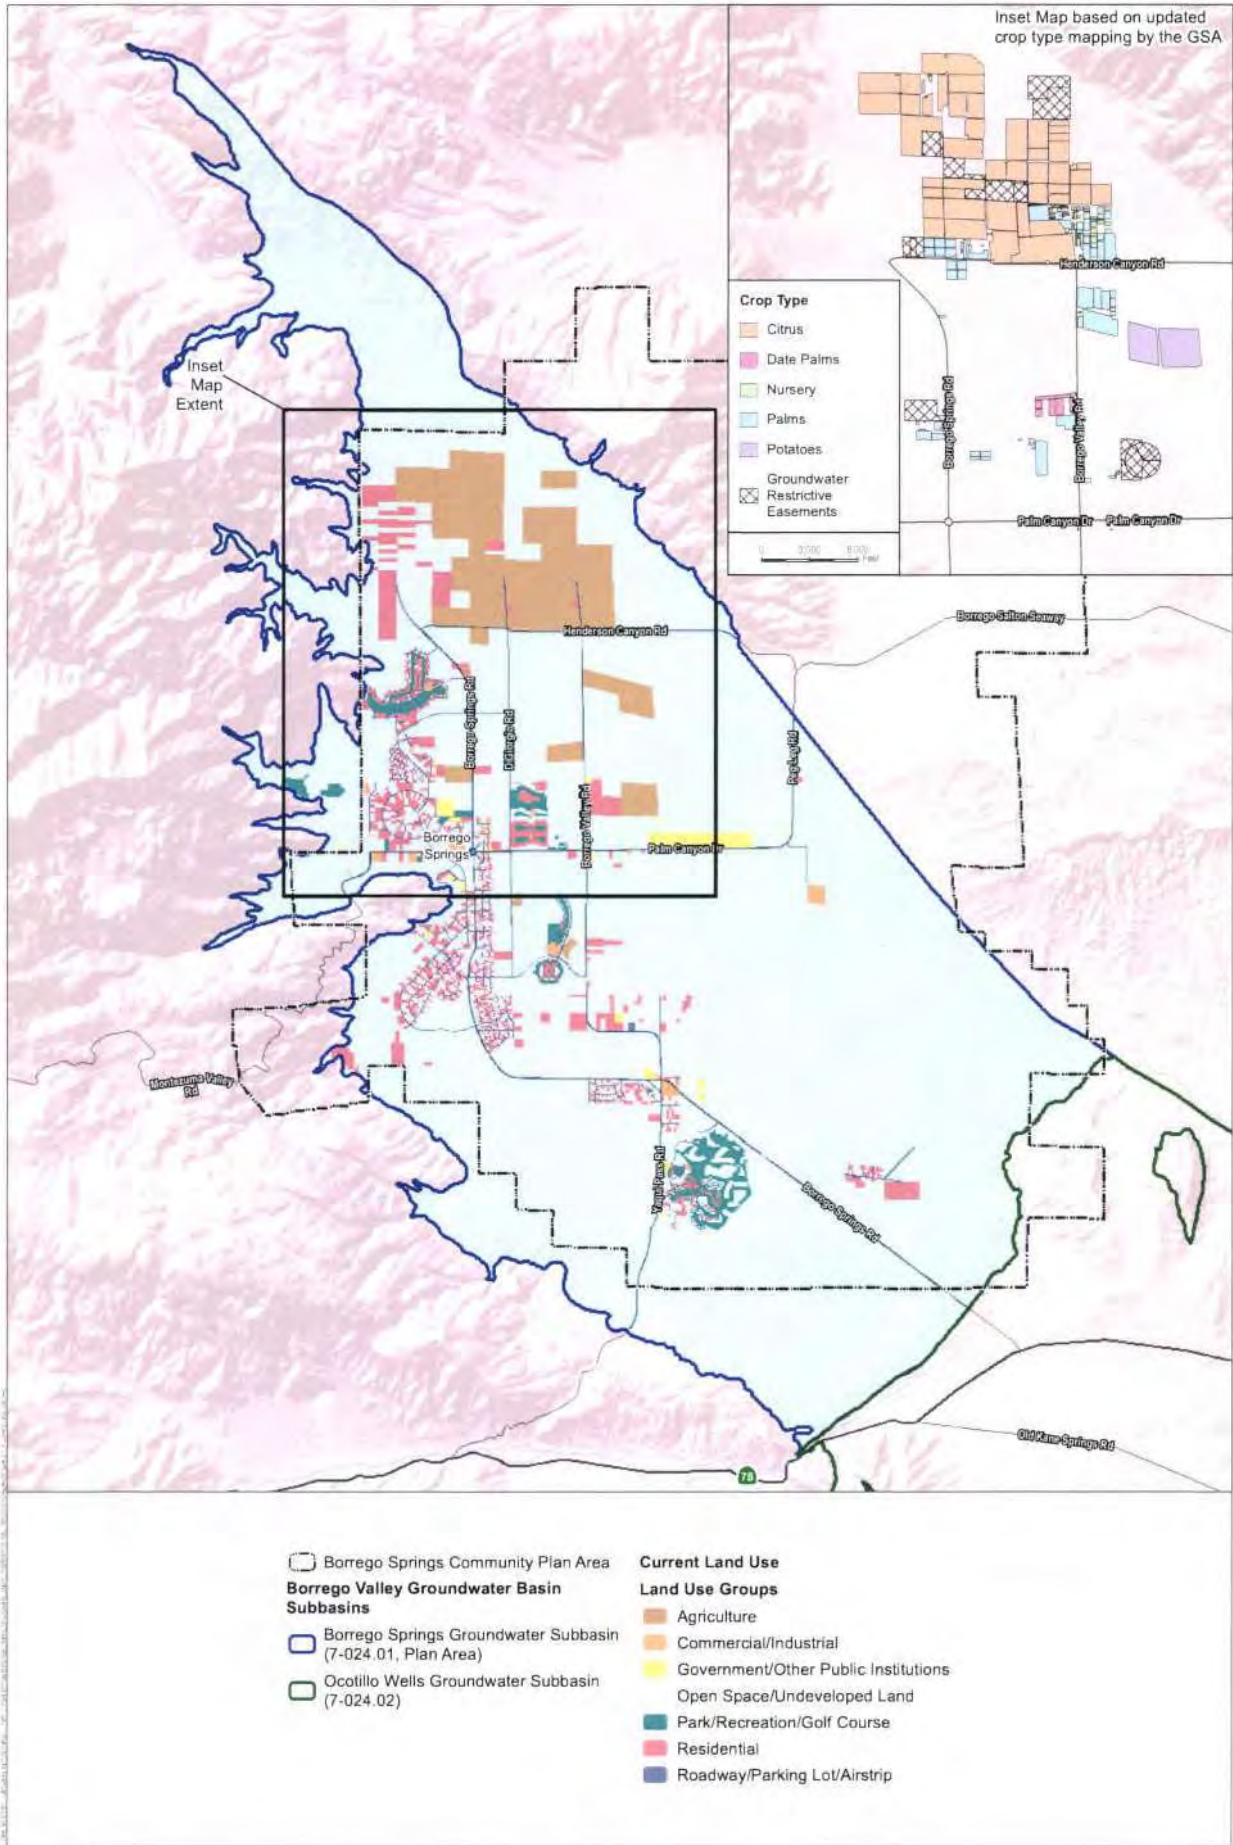 Inset Map based on updated
crop type mapping by the GSA
Henderson Canyon Rd
Crop Type
Citrus
Date Palms
Nursery
Palms
Potatoes
Groundwater
Restrictive
Easements
Borrego Springs Rd
Borrego Valley Rd
Palm Canyon Dr
Palm Canyon Dr
Feet
Inset
Map
Extent
Borrego Salton Seaway
Henderson Canyon Rd
Borrego Springs Rd
DiGiorgio Rd
Peg Leg Rd
Borrego Valley Rd
Borrego
Springs
Palm Canyon Dr
Montezuma Valley
Rd
Yaqui Pass Rd
Borrego Springs Rd
Old Kane Springs Rd
78
Borrego Springs Community Plan Area
Borrego Valley Groundwater Basin
Subbasins
Borrego Springs Groundwater Subbasin
(7-024.01, Plan Area)
Ocotillo Wells Groundwater Subbasin
(7-024.02)
Current Land Use
Land Use Groups
Agriculture
Commercial/Industrial
Government/Other Public Institutions
Open Space/Undeveloped Land
Park/Recreation/Golf Course
Residential
Roadway/Parking Lot/Airstrip